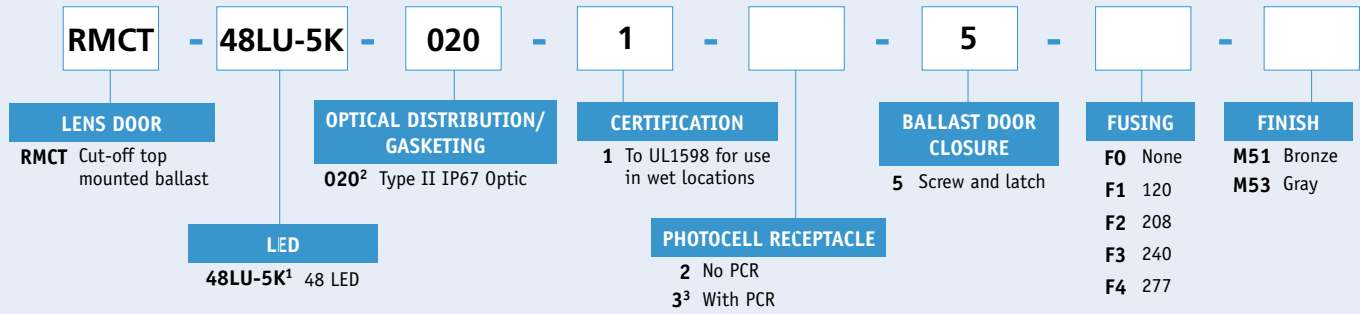 RMCT - 48LU-5K - 020 - 1 - - 5 - -
LENS DOOR
RMCT Cut-off top
mounted ballast
LED
48LU-5K¹ 48 LED
OPTICAL DISTRIBUTION/
GASKETING
020² Type II IP67 Optic
CERTIFICATION
1 To UL1598 for use
in wet locations
PHOTOCELL RECEPTACLE
2 No PCR
3³ With PCR
BALLAST DOOR
CLOSURE
5 Screw and latch
FUSING
F0 None
F1 120
F2 208
F3 240
F4 277
FINISH
M51 Bronze
M53 Gray